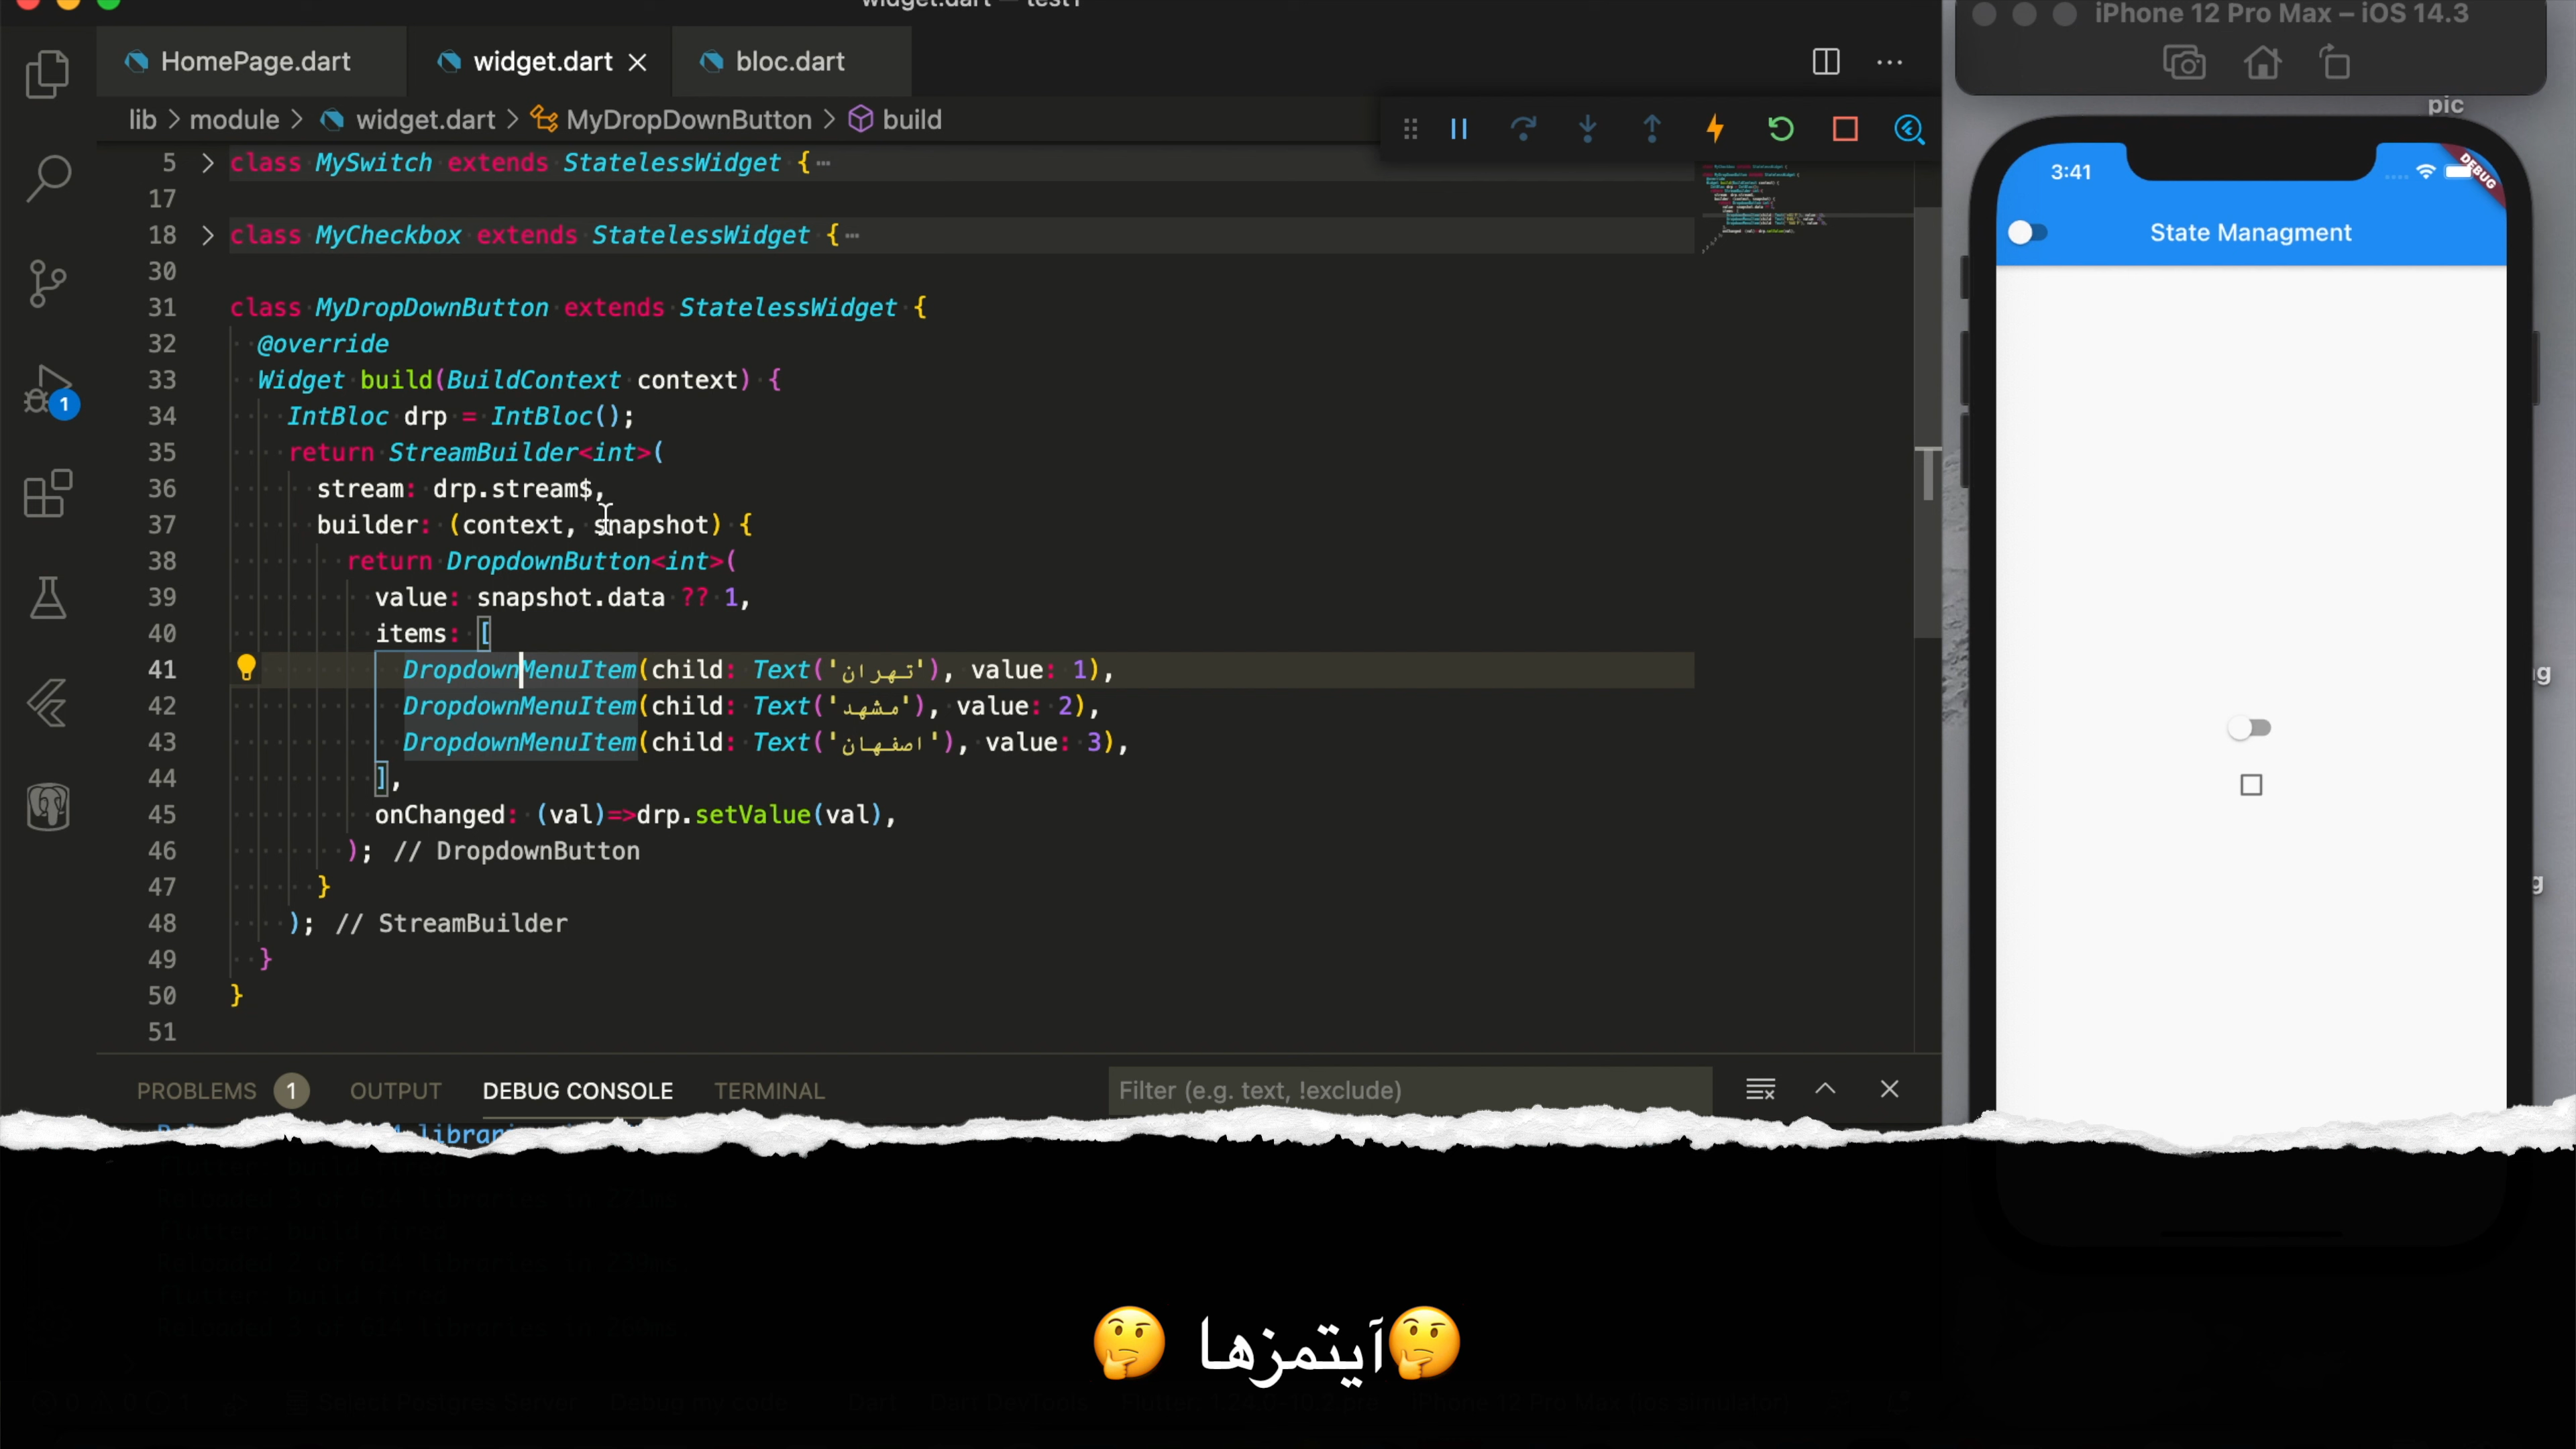 widget.dart — test1
HomePage.dart
widget.dart
bloc.dart
lib > module > widget.dart > MyDropDownButton > build
5 class MySwitch extends StatelessWidget {
17
18 class MyCheckbox extends StatelessWidget {
30
31 class MyDropDownButton extends StatelessWidget {
32 @override
33 Widget build(BuildContext context) {
34 IntBloc drp = IntBloc();
35 return StreamBuilder<int>(
36 stream: drp.stream$,
37 builder: (context, snapshot) {
38 return DropdownButton<int>(
39 value: snapshot.data ?? 1,
40 items: [
41 DropdownMenuItem(child: Text('تهران'), value: 1),
42 DropdownMenuItem(child: Text('مشهد'), value: 2),
43 DropdownMenuItem(child: Text('اصفهان'), value: 3),
44 ],
45 onChanged: (val)=>drp.setValue(val),
46 ); // DropdownButton
47 }
48 ); // StreamBuilder
49 }
50 }
51
1
PROBLEMS 1 OUTPUT DEBUG CONSOLE TERMINAL
Filter (e.g. text, !exclude)
iPhone 12 Pro Max – iOS 14.3
pic
3:41
DEBUG
State Managment
🤔آیتمزها 🤔